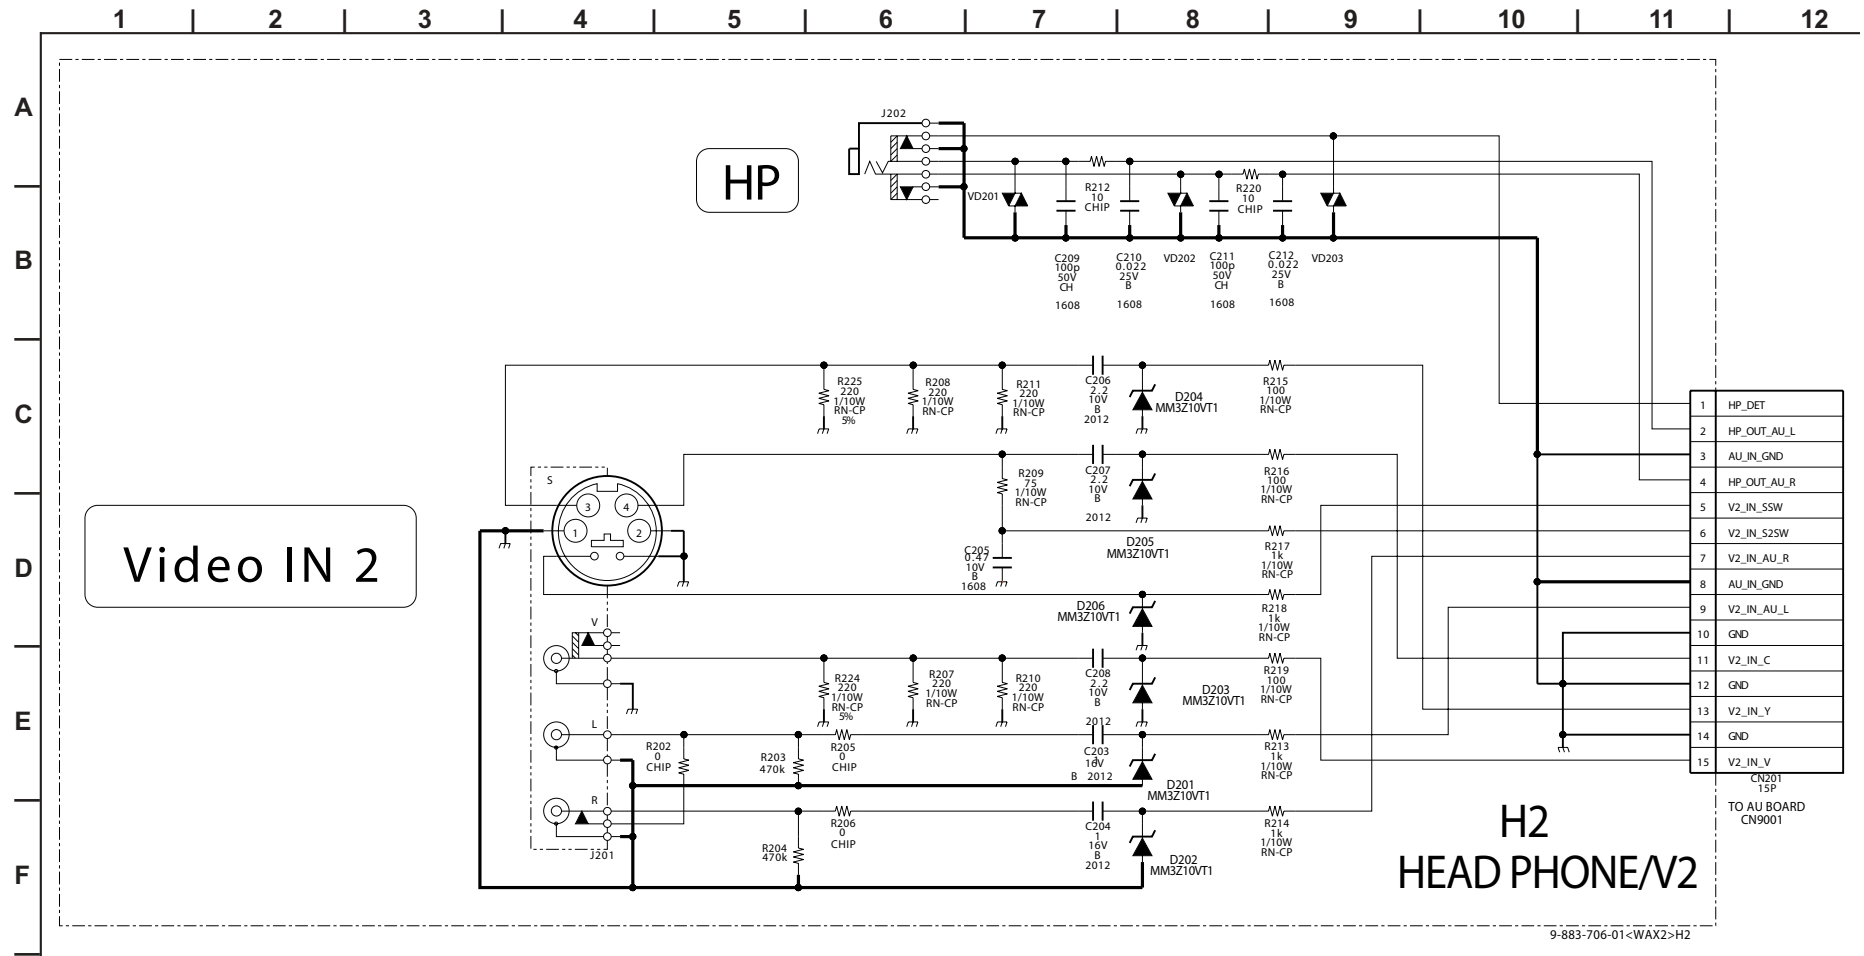 1 2 3 4 5 6 7 8 9 10 11 12
A
B
C
D
E
F
HP
J202
VD201
R212
10
CHIP
R220
10
CHIP
C209
100p
50V
CH
1608
C210
0.022
25V
B
1608
VD202
C211
100p
50V
CH
1608
C212
0.022
25V
B
1608
VD203
R225
220
1/10W
RN-CP
5%
R208
220
1/10W
RN-CP
R211
220
1/10W
RN-CP
C206
2.2
10V
B
2012
D204
MM3Z10VT1
R215
100
1/10W
RN-CP
Video IN 2
S
3
4
1
2
R209
75
1/10W
RN-CP
C207
2.2
10V
B
2012
D205
MM3Z10VT1
R216
100
1/10W
RN-CP
C205
0.47
10V
B
1608
R217
1k
1/10W
RN-CP
D206
MM3Z10VT1
R218
1k
1/10W
RN-CP
V
R224
220
1/10W
RN-CP
5%
R207
220
1/10W
RN-CP
R210
220
1/10W
RN-CP
C208
2.2
10V
B
2012
D203
MM3Z10VT1
R219
100
1/10W
RN-CP
L
R202
0
CHIP
R203
470k
R205
0
CHIP
C203
1
16V
B 2012
D201
MM3Z10VT1
R213
1k
1/10W
RN-CP
R
J201
R204
470k
R206
0
CHIP
C204
1
16V
B
2012
D202
MM3Z10VT1
R214
1k
1/10W
RN-CP
1 HP_DET
2 HP_OUT_AU_L
3 AU_IN_GND
4 HP_OUT_AU_R
5 V2_IN_SSW
6 V2_IN_S2SW
7 V2_IN_AU_R
8 AU_IN_GND
9 V2_IN_AU_L
10 GND
11 V2_IN_C
12 GND
13 V2_IN_Y
14 GND
15 V2_IN_V
CN201
15P
TO AU BOARD
CN9001
H2
HEAD PHONE/V2
9-883-706-01<WAX2>H2